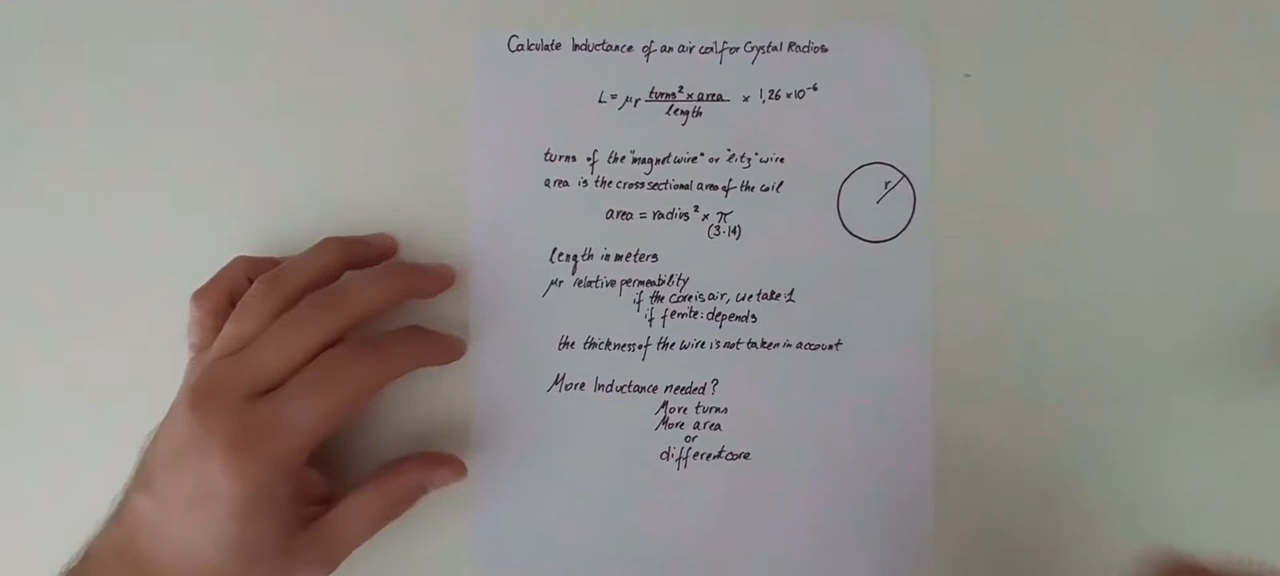 Calculate Inductance of an air coil for Crystal Radios
L = μr turns² × area / length × 1,26 × 10⁻⁶
turns of the "magnet wire" or "litz" wire
area is the cross sectional area of the coil
r
area = radius² × π
(3.14)
length in meters
μr relative permeability
if the core is air, we take: 1
if ferrite: depends
the thickness of the wire is not taken in account
More Inductance needed?
More turns
More area
or
different core